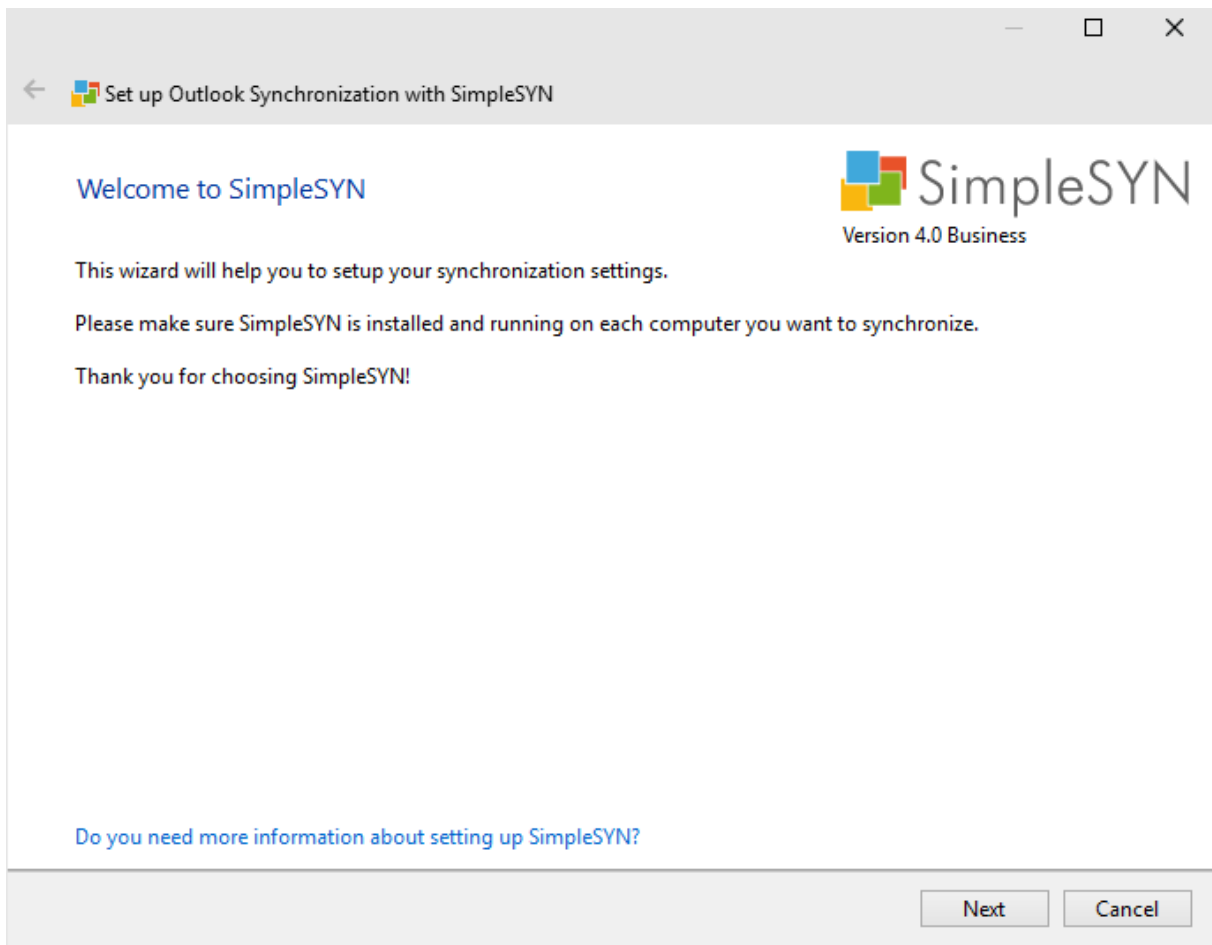 Set up Outlook Synchronization with SimpleSYN
SimpleSYN
Welcome to SimpleSYN
Version 4.0 Business
This wizard will help you to setup your synchronization settings.
Please make sure SimpleSYN is installed and running on each computer you want to synchronize.
Thank you for choosing SimpleSYN!
Do you need more information about setting up SimpleSYN?
Next Cancel